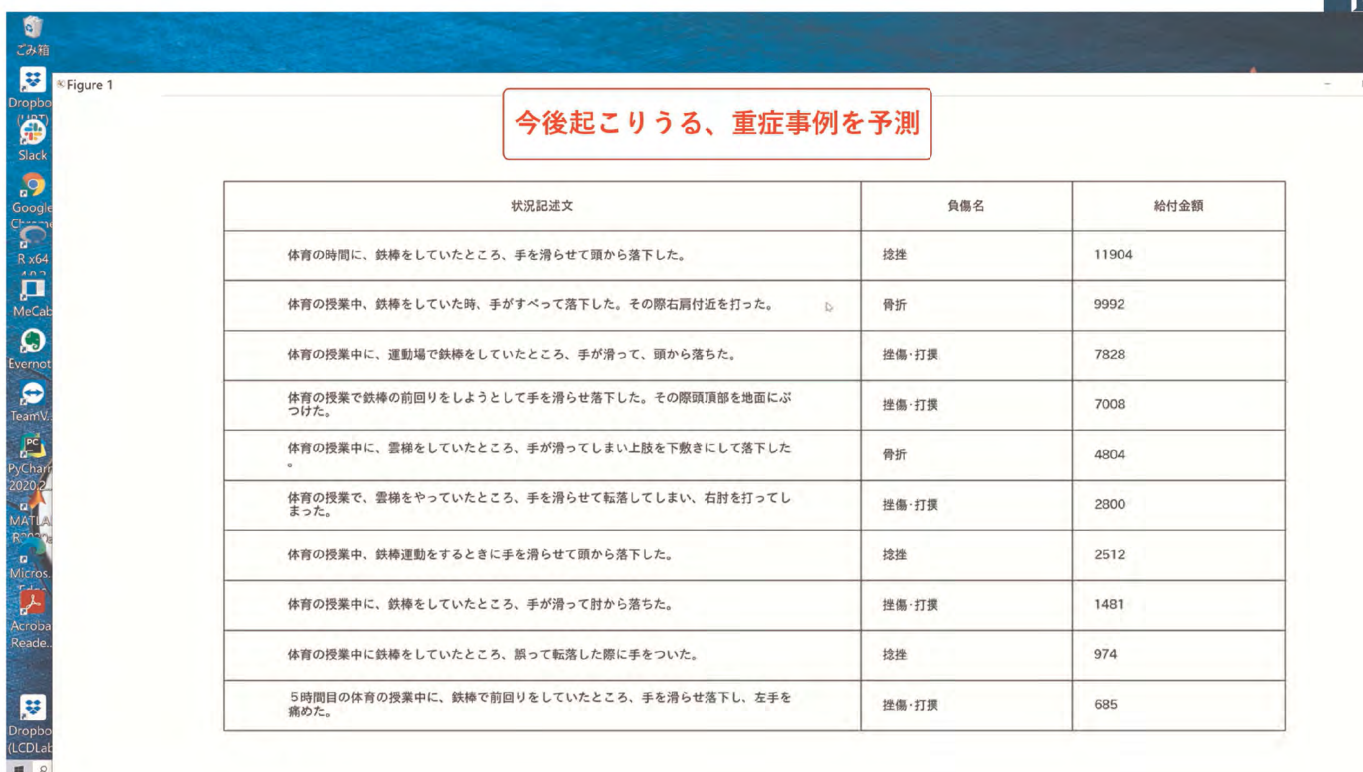 ごみ箱
Figure 1
今後起こりうる、重症事例を予測
Dropbo
Slack
Google
R x64
MeCab
Evernot
TeamV..
PyChar
2020.2
MATLA
Micros.
Acroba
Reade..
Dropbo
(LCDLab
状況記述文 負傷名 給付金額
体育の時間に、鉄棒をしていたところ、手を滑らせて頭から落下した。 捻挫 11904
体育の授業中、鉄棒をしていた時、手がすべって落下した。その際右肩付近を打った。 骨折 9992
体育の授業中に、運動場で鉄棒をしていたところ、手が滑って、頭から落ちた。 挫傷·打撲 7828
体育の授業で鉄棒の前回りをしようとして手を滑らせ落下した。その際頭頂部を地面にぶ
つけた。 挫傷·打撲 7008
体育の授業中に、雲梯をしていたところ、手が滑ってしまい上肢を下敷きにして落下した
。 骨折 4804
体育の授業で、雲梯をやっていたところ、手を滑らせて転落してしまい、右肘を打ってし
まった。 挫傷·打撲 2800
体育の授業中、鉄棒運動をするときに手を滑らせて頭から落下した。 捻挫 2512
体育の授業中に、鉄棒をしていたところ、手が滑って肘から落ちた。 挫傷·打撲 1481
体育の授業中に鉄棒をしていたところ、誤って転落した際に手をついた。 捻挫 974
５時間目の体育の授業中に、鉄棒で前回りをしていたところ、手を滑らせ落下し、左手を
痛めた。 挫傷·打撲 685